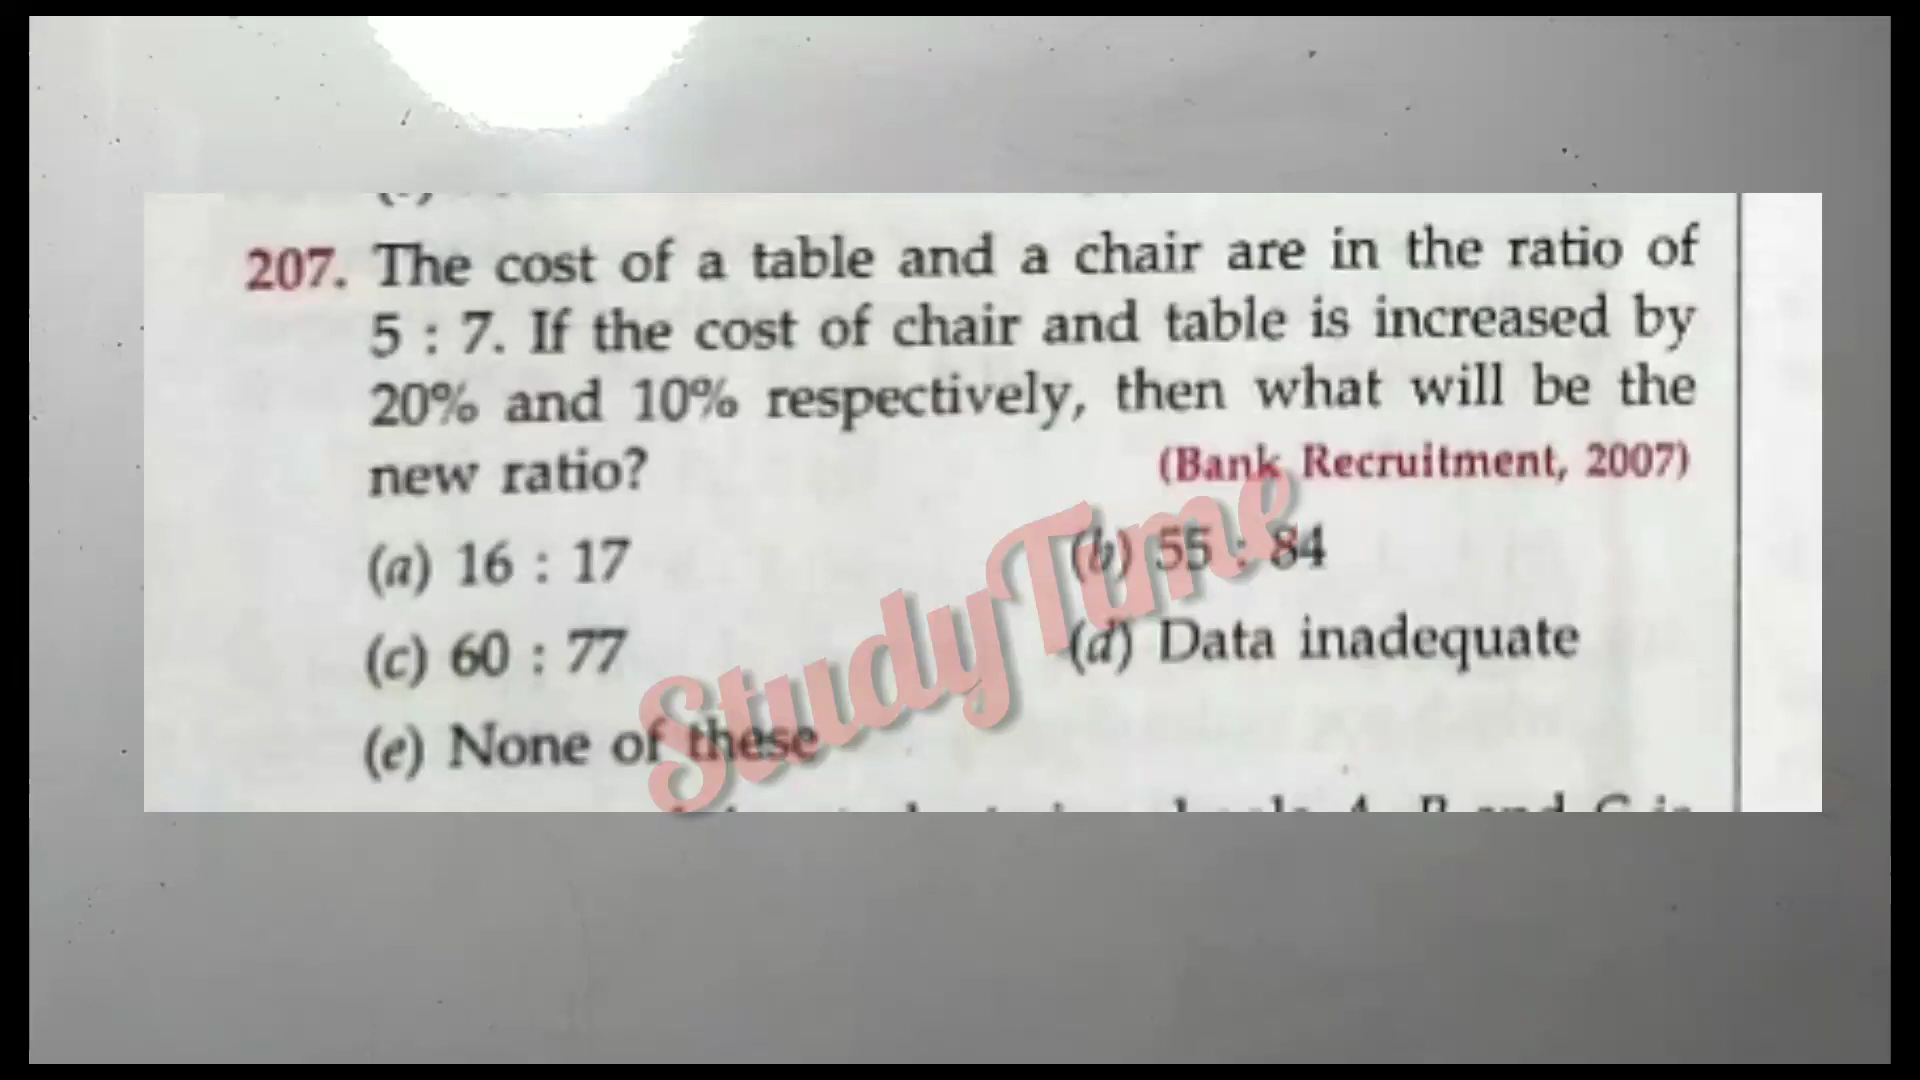 207. The cost of a table and a chair are in the ratio of
5 : 7. If the cost of chair and table is increased by
20% and 10% respectively, then what will be the
new ratio? (Bank Recruitment, 2007)
(a) 16 : 17 (b) 55 : 84
(c) 60 : 77 (d) Data inadequate
(e) None of these
StudyTime